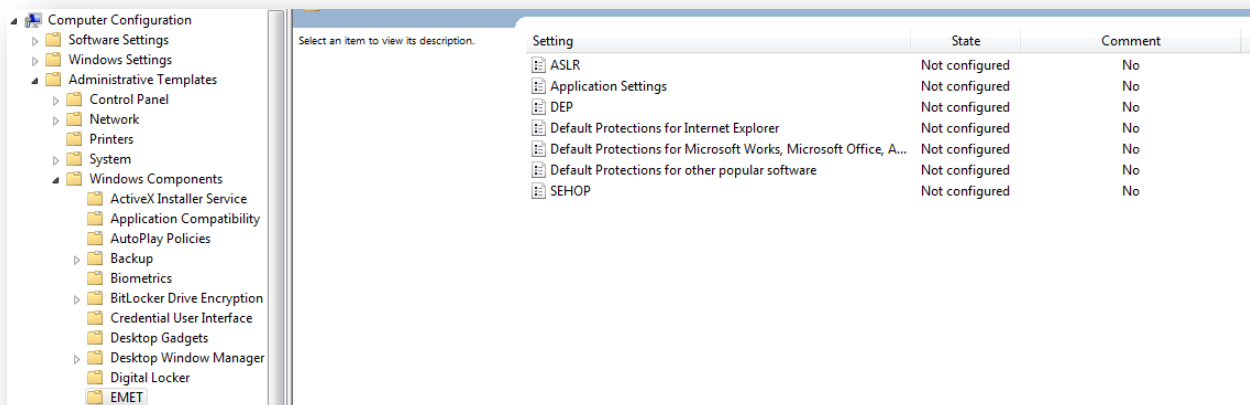 Computer Configuration
Software Settings
Windows Settings
Administrative Templates
Control Panel
Network
Printers
System
Windows Components
ActiveX Installer Service
Application Compatibility
AutoPlay Policies
Backup
Biometrics
BitLocker Drive Encryption
Credential User Interface
Desktop Gadgets
Desktop Window Manager
Digital Locker
EMET
Select an item to view its description.
Setting State Comment
ASLR Not configured No
Application Settings Not configured No
DEP Not configured No
Default Protections for Internet Explorer Not configured No
Default Protections for Microsoft Works, Microsoft Office, A... Not configured No
Default Protections for other popular software Not configured No
SEHOP Not configured No